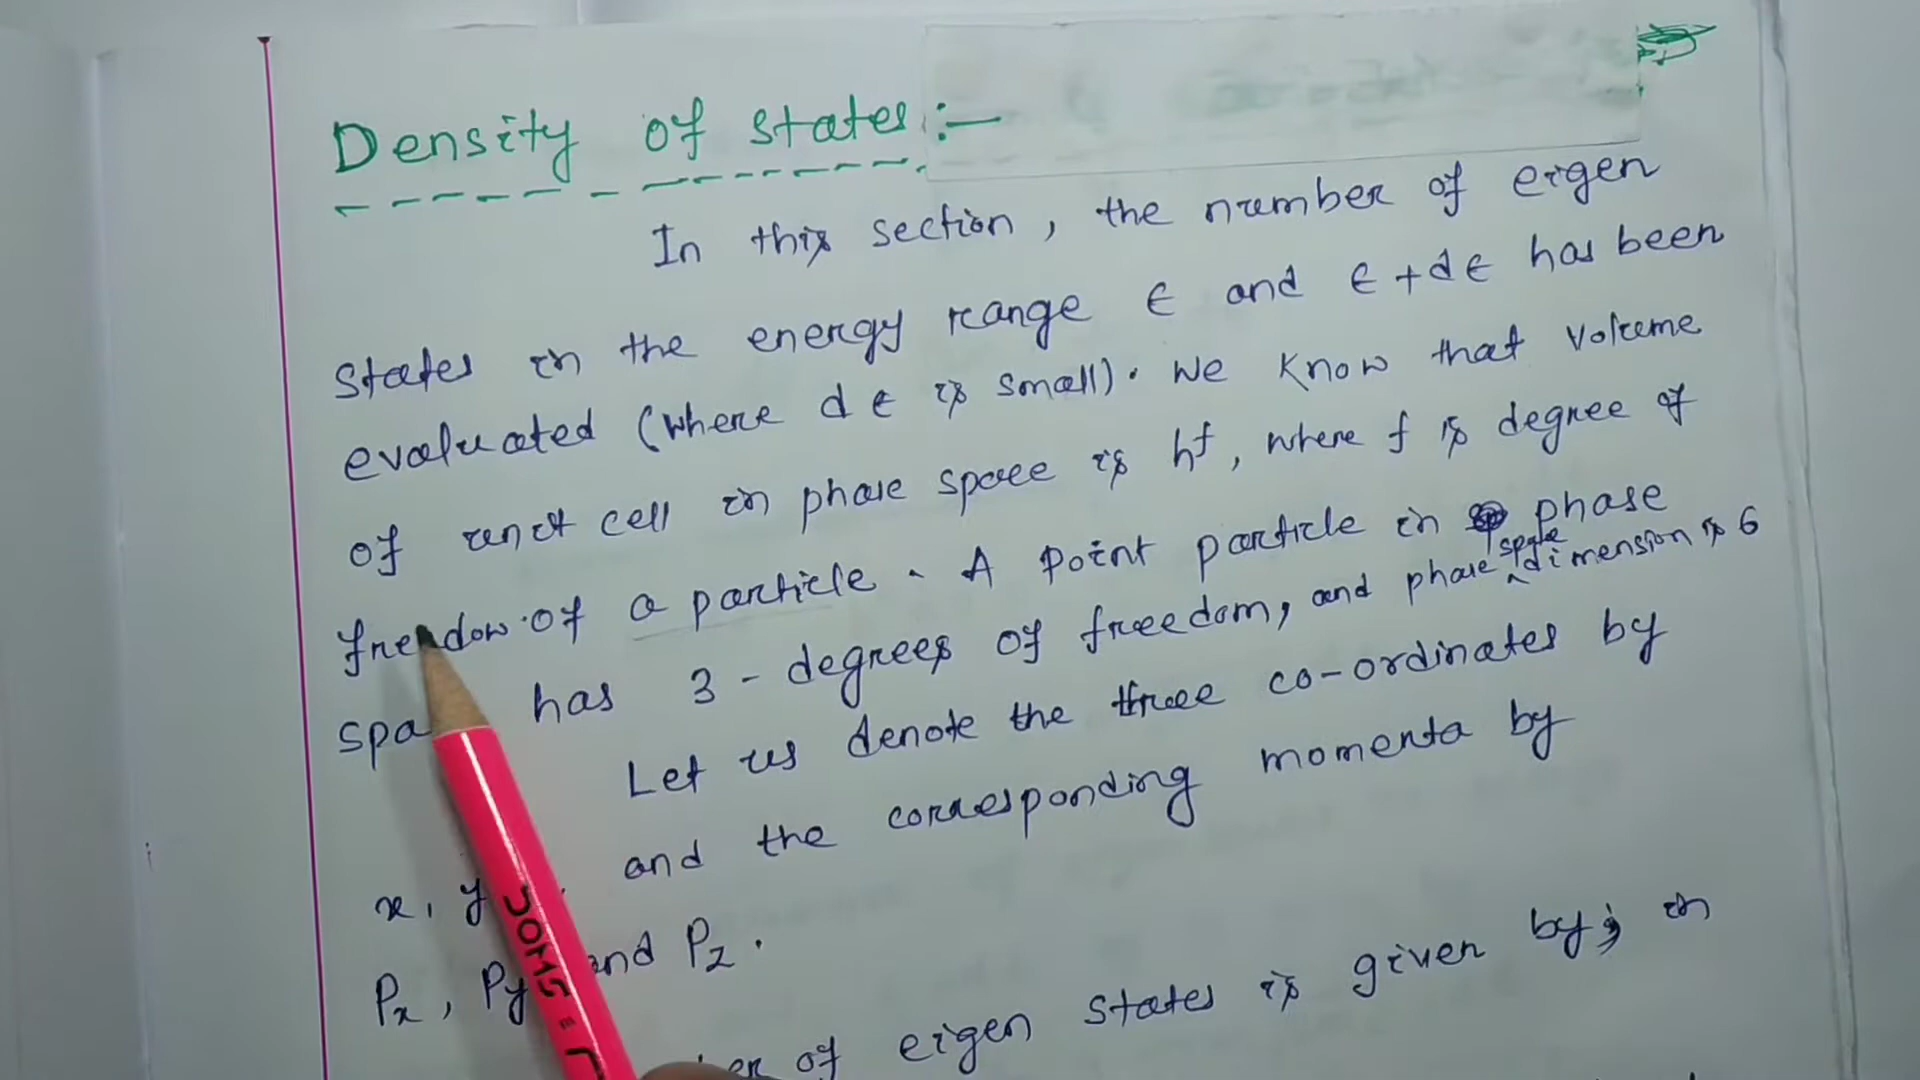 Density of states :—
In this section, the number of eigen
states in the energy range ϵ and ϵ+dϵ has been
evaluated (where dϵ is small). We know that volume
of unit cell in phase space is h^f, where f is degree of
freedow of a particle. A point particle in phase
space dimension is 6
spa has 3-degrees of freedom, and phase
Let us denote the three co-ordinates by
x, y and the corresponding momenta by
Px, Py and Pz.
of eigen states is given by; in
DOMS